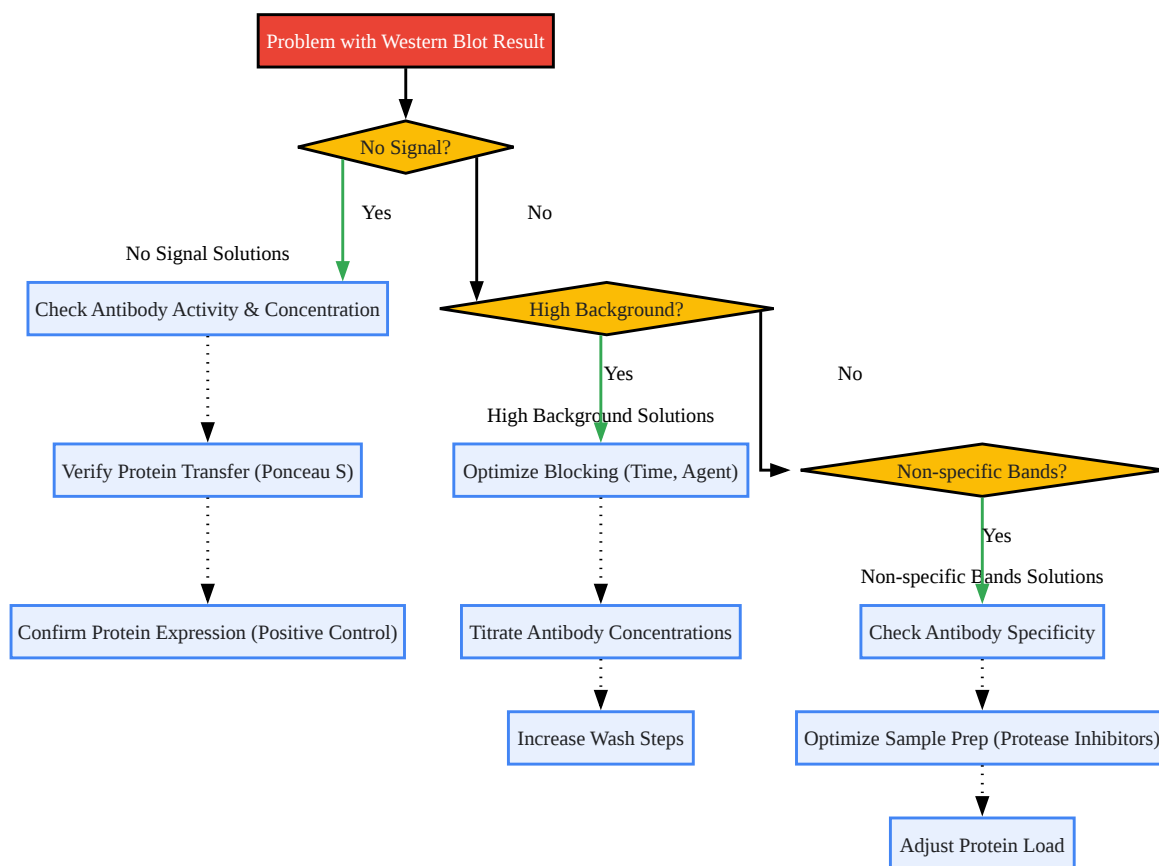 Problem with Western Blot Result
No Signal?
Yes
No
No Signal Solutions
Check Antibody Activity & Concentration
High Background?
Yes
No
High Background Solutions
Verify Protein Transfer (Ponceau S)
Optimize Blocking (Time, Agent)
Non-specific Bands?
Yes
Non-specific Bands Solutions
Confirm Protein Expression (Positive Control)
Titrate Antibody Concentrations
Check Antibody Specificity
Increase Wash Steps
Optimize Sample Prep (Protease Inhibitors)
Adjust Protein Load